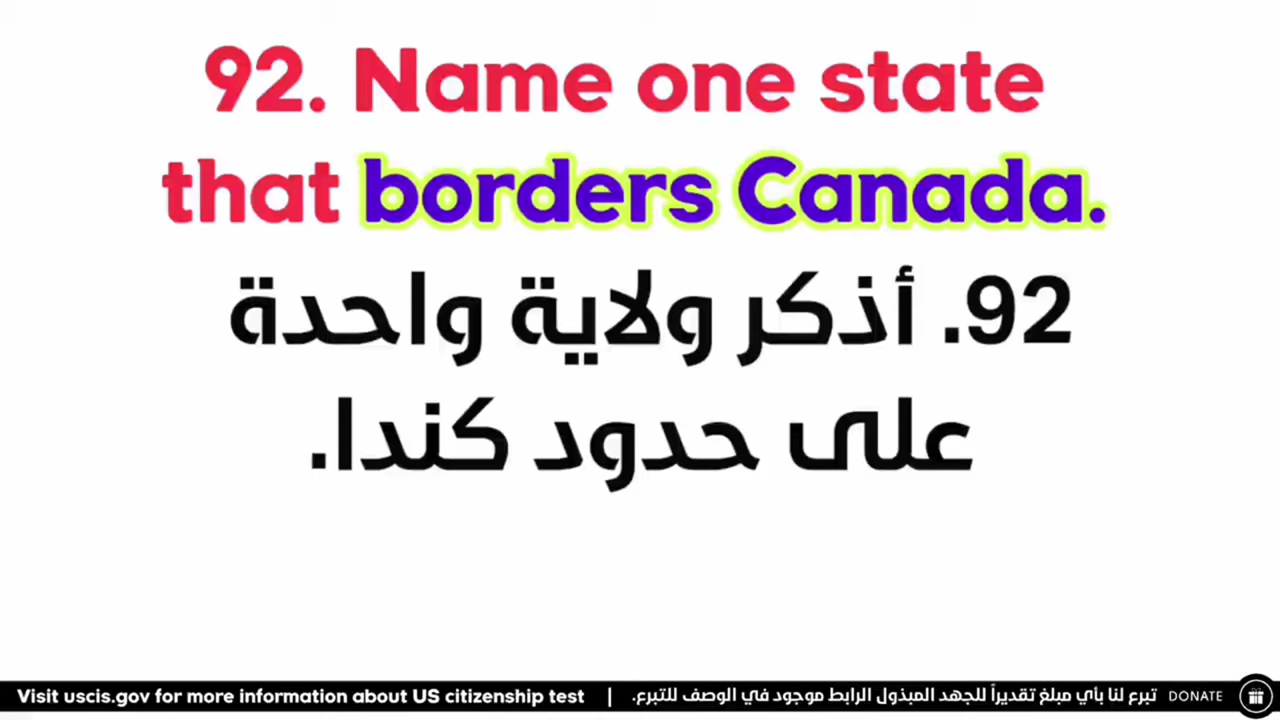 92. Name one state
that borders Canada.
92. أذكر ولاية واحدة
على حدود كندا.
Visit uscis.gov for more information about US citizenship test | تبرع لنا بأي مبلغ تقديراً للجهد المبذول الرابط موجود في الوصف للتبرع. DONATE